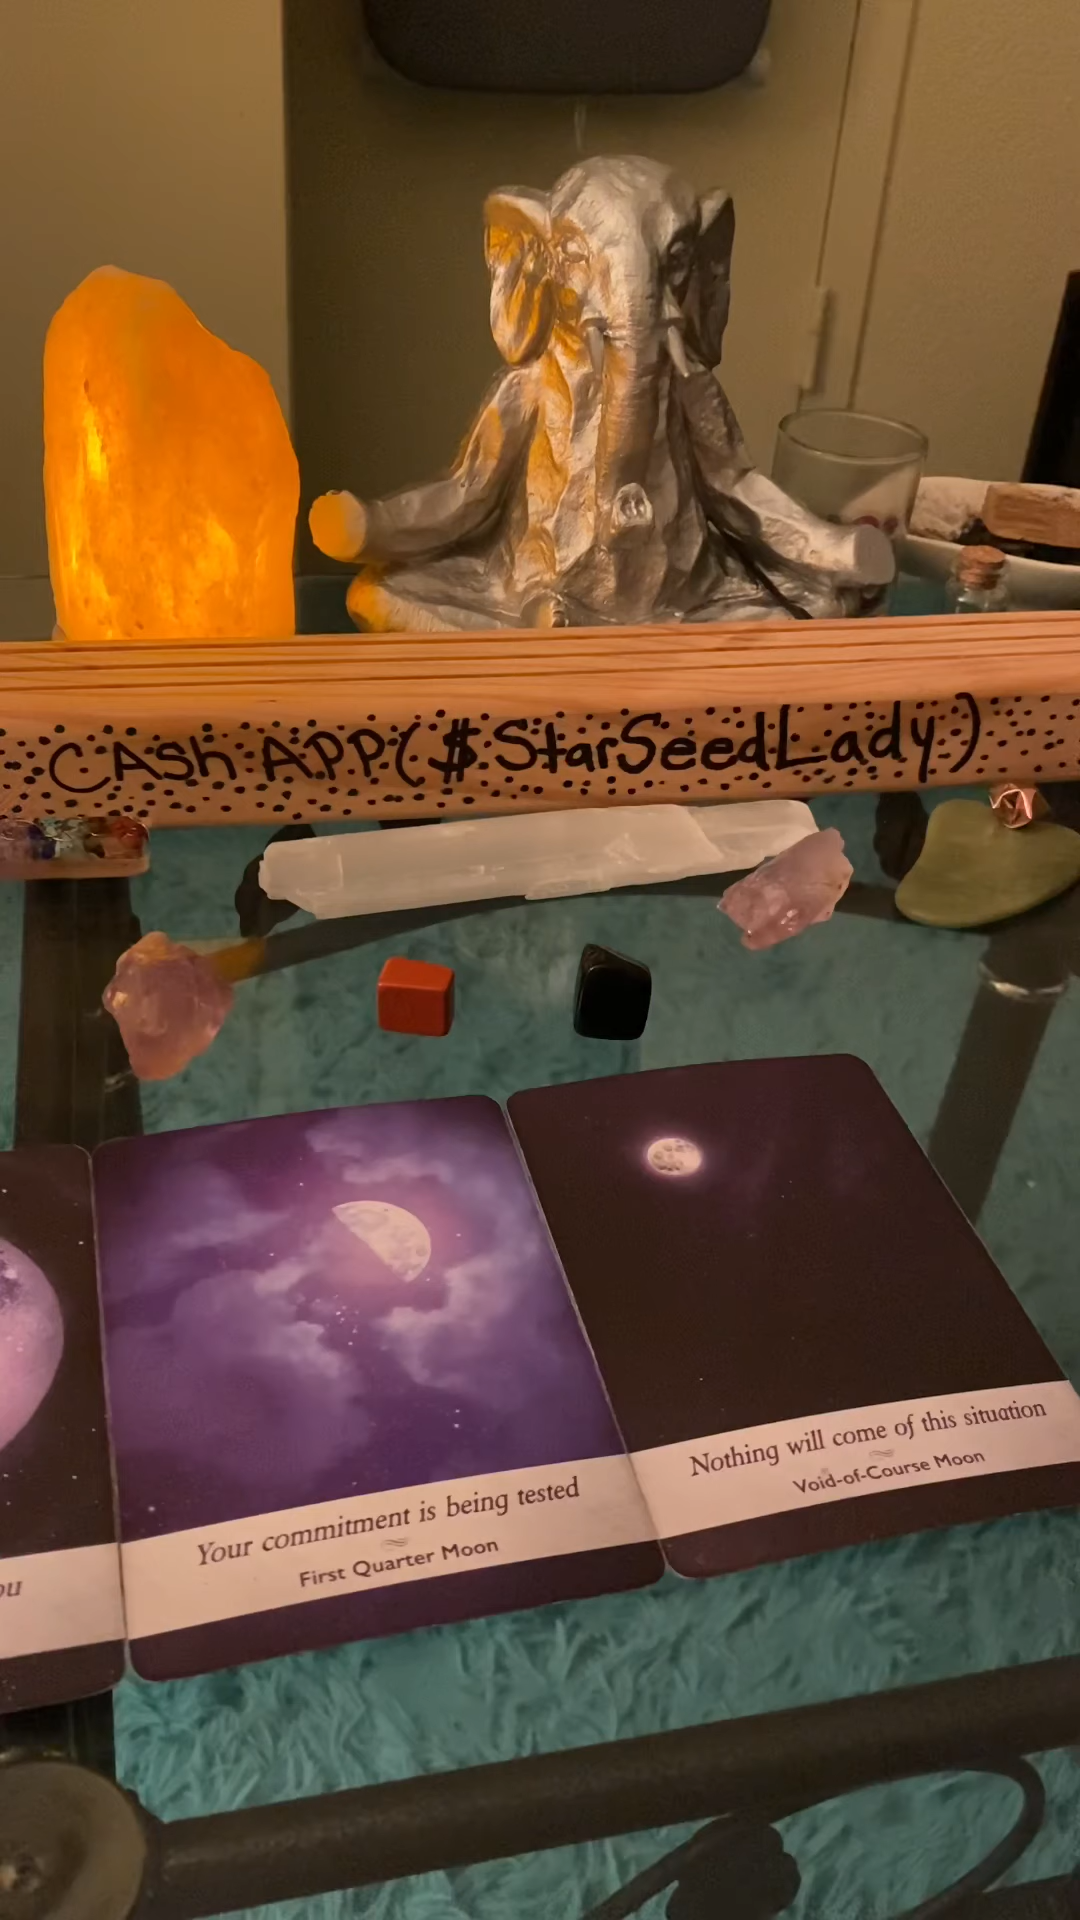 CASH APP ($StarSeedLady)
Your commitment is being tested
First Quarter Moon
Nothing will come of this situation
Void-of-Course Moon